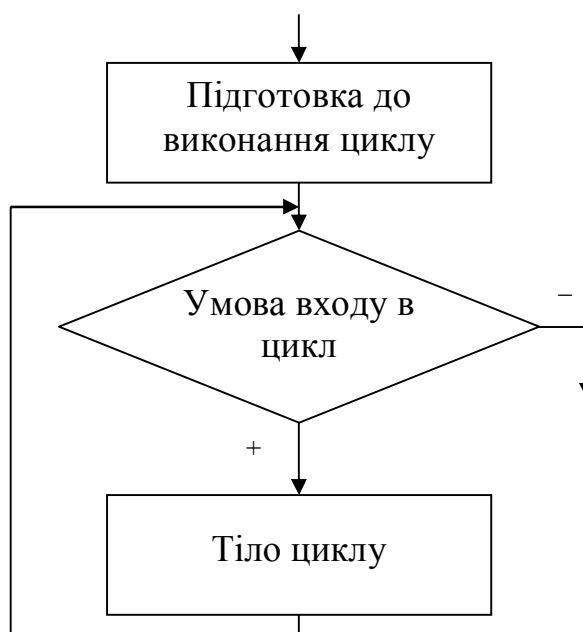 Підготовка до
виконання циклу
Умова входу в
цикл
–
+
Тіло циклу